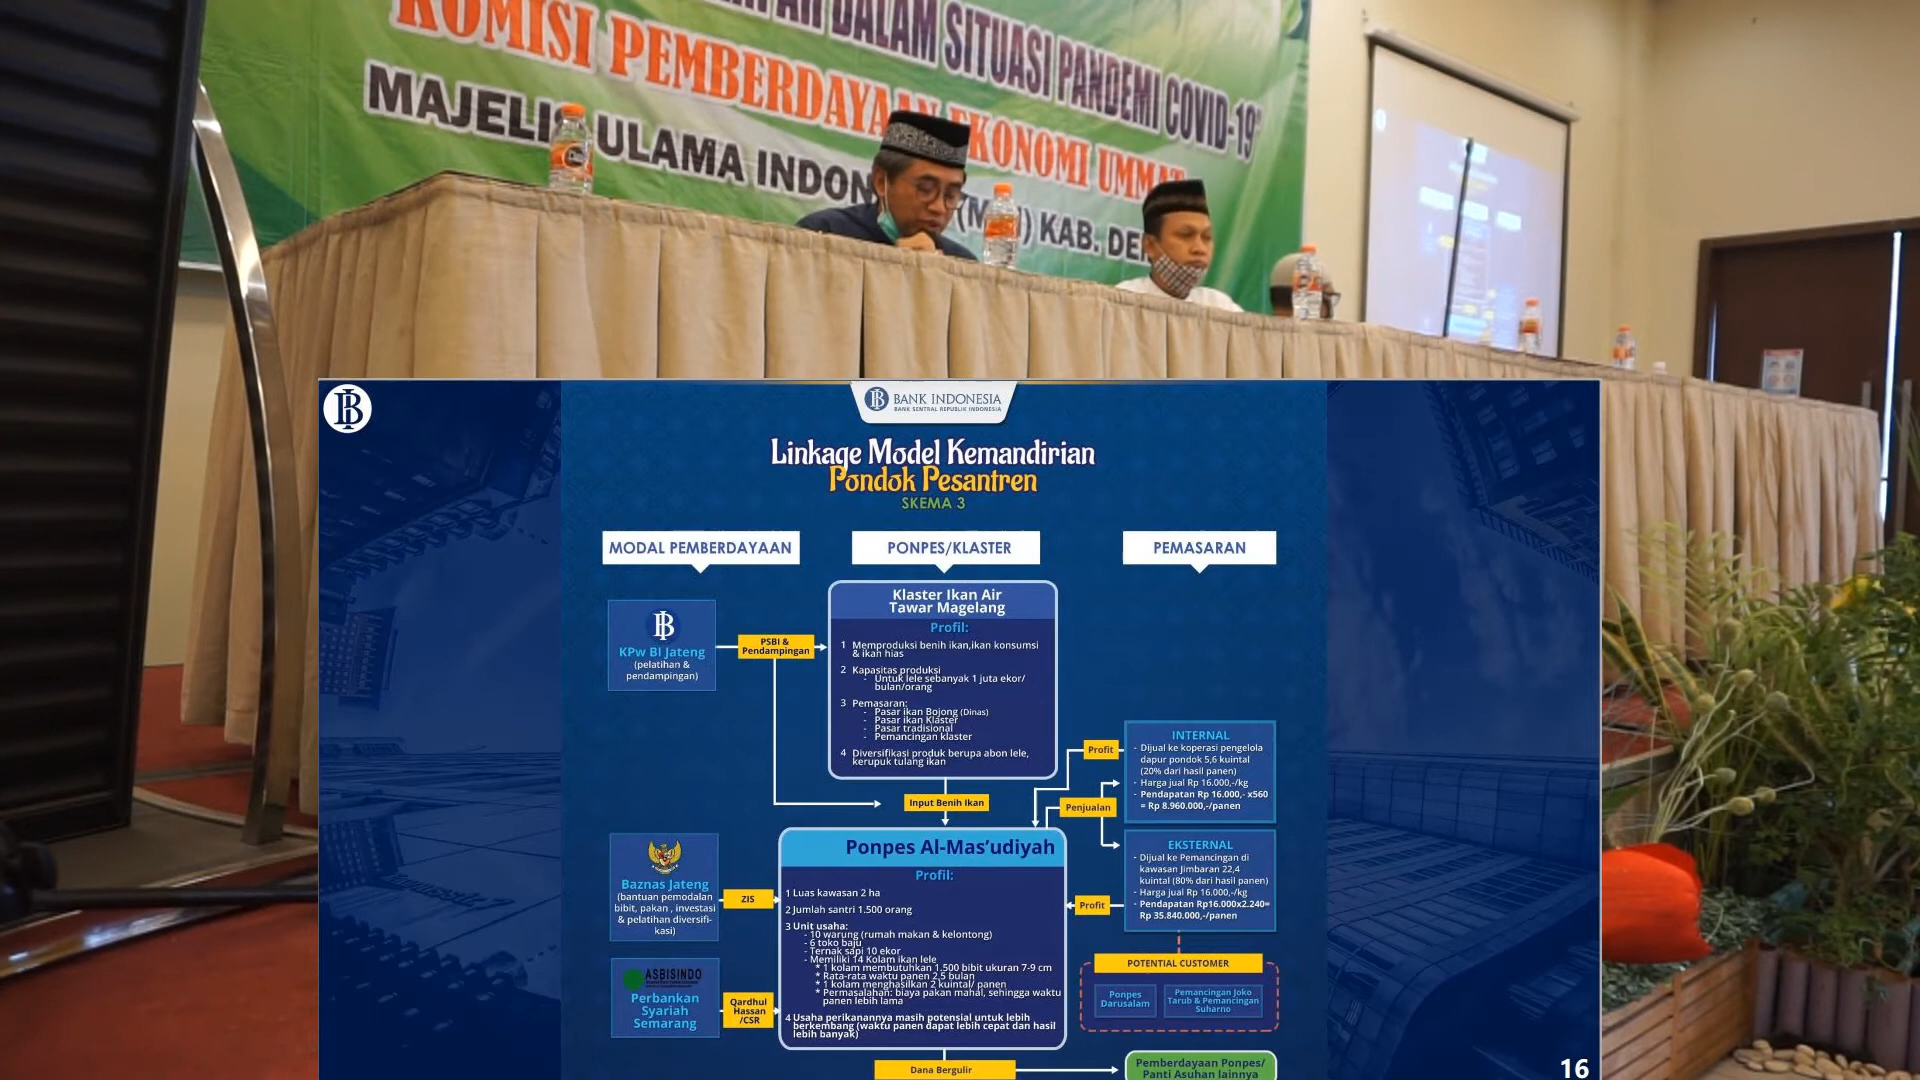 DALAM SITUASI PANDEMI COVID-19
KOMISI PEMBERDAYAAN EKONOMI UMMAT
MAJELIS ULAMA INDON (M I) KAB. DE
BANK INDONESIA
BANK SENTRAL REPUBLIK INDONESIA
Linkage Model Kemandirian
Pondok Pesantren
SKEMA 3
MODAL PEMBERDAYAAN
PONPES/KLASTER
PEMASARAN
KPw BI Jateng
(pelatihan &
pendampingan)
PSBI &
Pendampingan
Klaster Ikan Air
Tawar Magelang
Profil:
1 Memproduksi benih ikan,ikan konsumsi
& ikan hias
2 Kapasitas produksi
- Untuk lele sebanyak 1 juta ekor/
bulan/orang
3 Pemasaran:
- Pasar ikan Bojong (Dinas)
- Pasar ikan Klaster
- Pasar tradisional
- Pemancingan klaster
4 Diversifikasi produk berupa abon lele,
kerupuk tulang ikan
Input Benih Ikan
Profit
Penjualan
INTERNAL
- Dijual ke koperasi pengelola
dapur pondok 5,6 kuintal
(20% dari hasil panen)
- Harga jual Rp 16.000,-/kg
- Pendapatan Rp 16.000,- x560
= Rp 8.960.000,-/panen
EKSTERNAL
- Dijual ke Pemancingan di
kawasan Jimbaran 22,4
kuintal (80% dari hasil panen)
- Harga jual Rp 16.000,-/kg
- Pendapatan Rp16.000x2.240=
Rp 35.840.000,-/panen
Profit
Baznas Jateng
(bantuan pemodalan
bibit, pakan , investasi
& pelatihan diversifi-
kasi)
ZIS
Ponpes Al-Mas’udiyah
Profil:
1 Luas kawasan 2 ha
2 Jumlah santri 1.500 orang
3 Unit usaha:
- 10 warung (rumah makan & kelontong)
- 6 toko baju
- Ternak sapi 10 ekor
- Memiliki 14 Kolam ikan lele
* 1 kolam membutuhkan 1.500 bibit ukuran 7-9 cm
* Rata-rata waktu panen 2,5 bulan
* 1 kolam menghasilkan 2 kuintal/ panen
* Permasalahan: biaya pakan mahal, sehingga waktu
panen lebih lama
4 Usaha perikanannya masih potensial untuk lebih
berkembang (waktu panen dapat lebih cepat dan hasil
lebih banyak)
ASBISINDO
Perbankan
Syariah
Semarang
Qardhul
Hassan
/CSR
POTENTIAL CUSTOMER
Ponpes
Darusalam
Pemancingan Joko
Tarub & Pemancingan
Suharno
Dana Bergulir
Pemberdayaan Ponpes/
Panti Asuhan lainnya
16